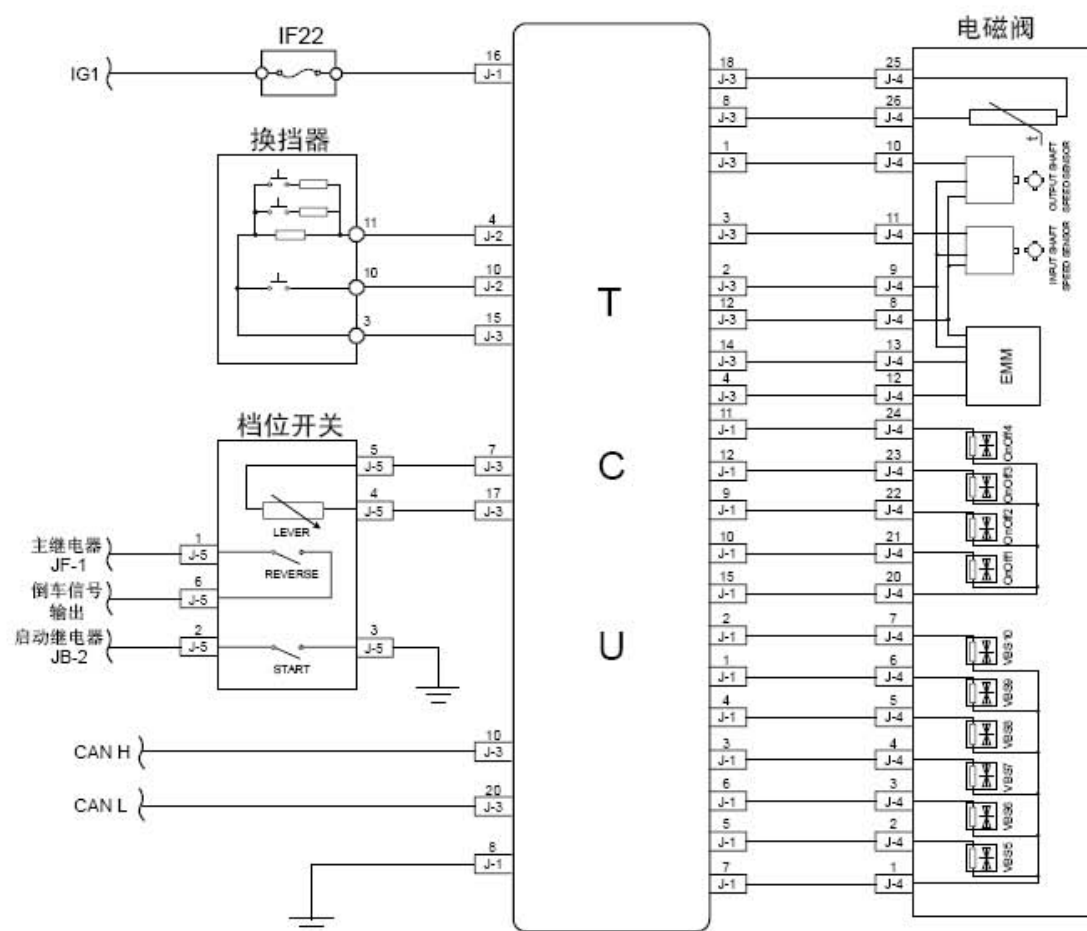 IG1
IF22
16
J-1
换挡器
11
4
J-2
10
10
J-2
3
15
J-3
档位开关
5
J-5
7
J-3
4
J-5
17
J-3
LEVER
主继电器
JF-1
1
J-5
REVERSE
倒车信号
输出
6
J-5
启动继电器
JB-2
2
J-5
START
3
J-5
CAN H
10
J-3
CAN L
20
J-3
T
C
U
电磁阀
18
J-3
25
J-4
8
J-3
26
J-4
t
1
J-3
10
J-4
OUTPUT SHAFT
SPEED SENSOR
3
J-3
11
J-4
INPUT SHAFT
SPEED SENSOR
2
J-3
9
J-4
12
J-3
8
J-4
14
J-3
13
J-4
4
J-3
12
J-4
EMM
11
J-1
24
J-4
OnOff4
12
J-1
23
J-4
OnOff3
9
J-1
22
J-4
OnOff2
10
J-1
21
J-4
OnOff1
15
J-1
20
J-4
2
J-1
7
J-4
VBS10
1
J-1
6
J-4
VBS9
4
J-1
5
J-4
VBS8
3
J-1
4
J-4
VBS7
6
J-1
3
J-4
VBS6
5
J-1
2
J-4
VBS5
7
J-1
1
J-4
J-1